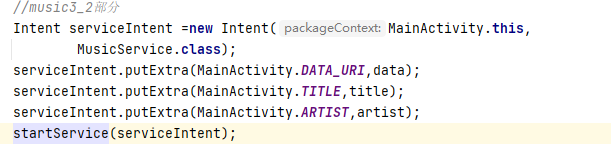 //music3_2部分
Intent serviceIntent =new Intent( packageContext: MainActivity.this,
MusicService.class);
serviceIntent.putExtra(MainActivity.DATA_URI,data);
serviceIntent.putExtra(MainActivity.TITLE,title);
serviceIntent.putExtra(MainActivity.ARTIST,artist);
startService(serviceIntent);